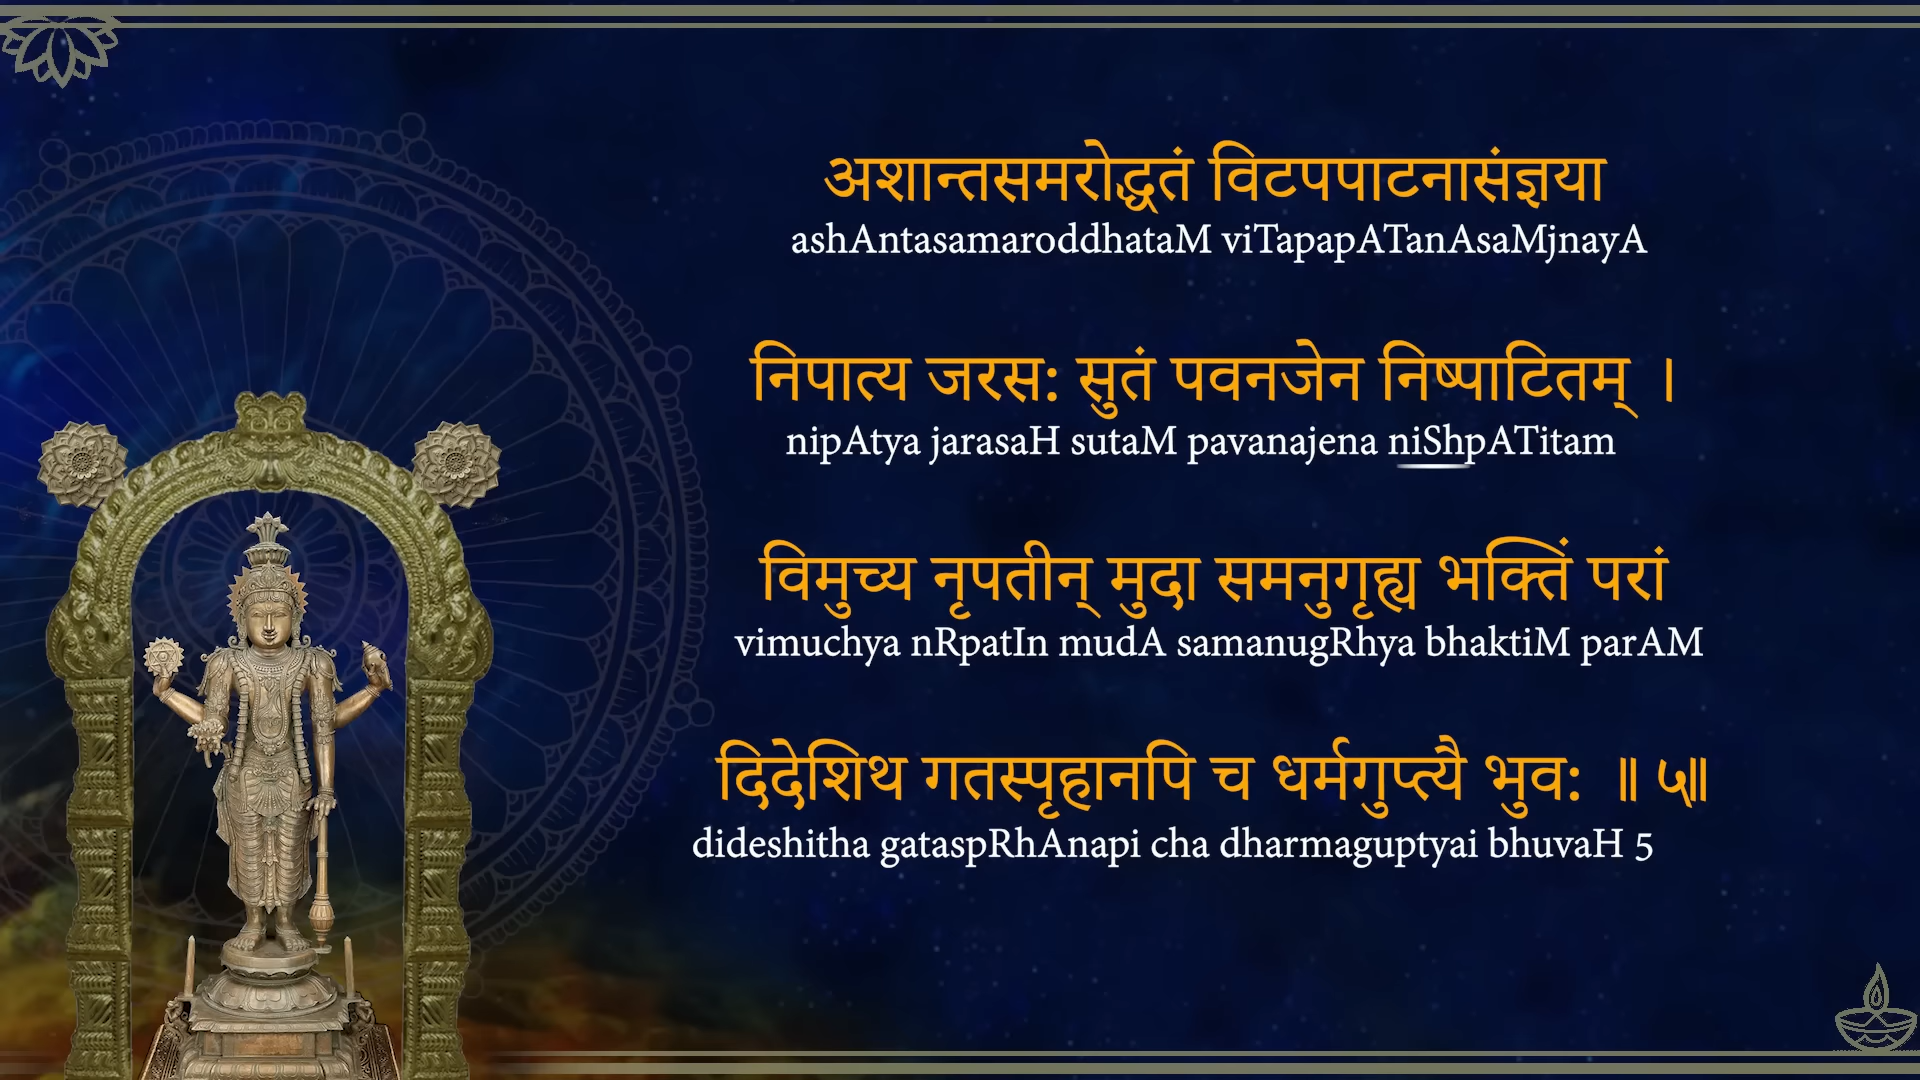 अशान्तसमरोद्धतं विटपपाटनासंज्ञया
ashAntasamaroddhataM viTapapATanAsaMjnayA
निपात्य जरस: सुतं पवनजेन निष्पाटितम् ।
nipAtya jarasaH sutaM pavanajena niShpATitam
विमुच्य नृपतीन् मुदा समनुगृह्य भक्तिं परां
vimuchya nRpatIn mudA samanugRhya bhaktiM parAM
दिदेशिथ गतस्पृहानपि च धर्मगुप्त्यै भुव: ॥ ५॥
dideshitha gataspRhAnapi cha dharmaguptyai bhuvaH 5